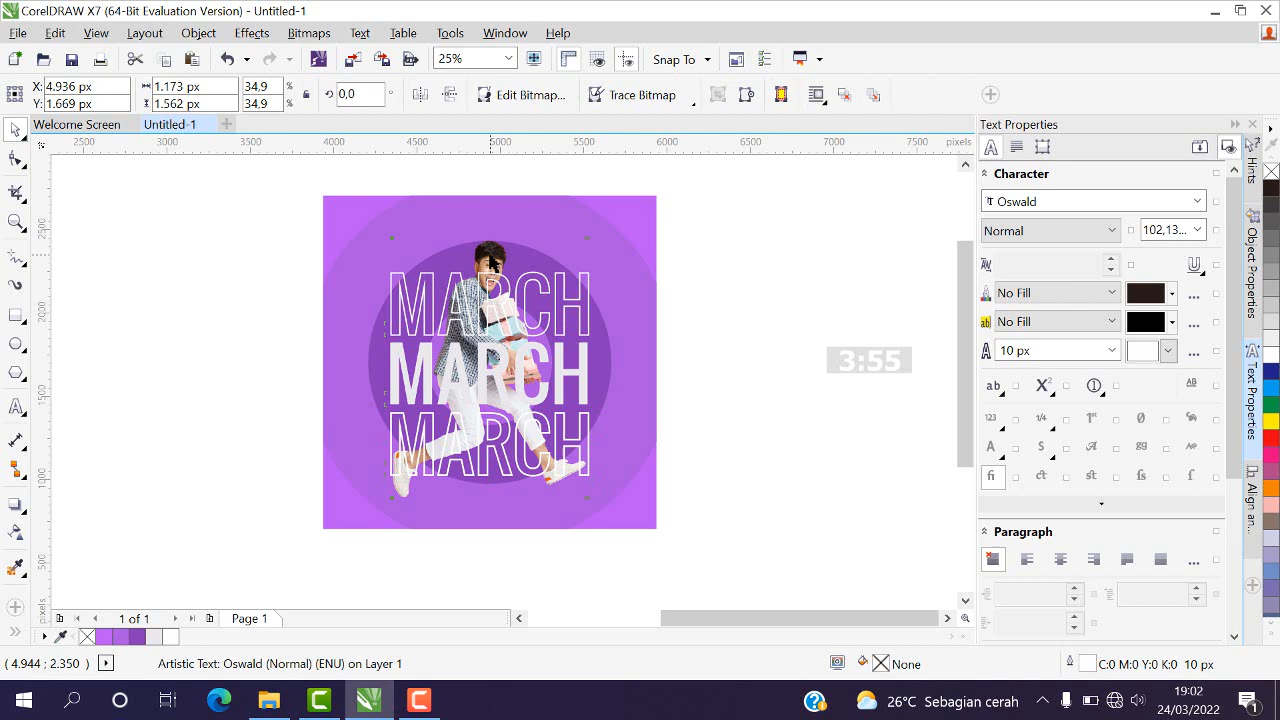 CorelDRAW X7 (64-Bit Evaluation Version) - Untitled-1
File Edit View Layout Object Effects Bitmaps Text Table Tools Window Help
25% Snap To
X: 4.936 px 1.173 px 34,9 % 0,0 Edit Bitmap... Trace Bitmap
Y: 1.669 px 1.562 px 34,9 %
Welcome Screen Untitled-1
2500 3000 3500 4000 4500 5000 5500 6000 6500 7000 7500 pixels
2500
2000
1500
1000
500
pixels
MARCH
MARCH
MARCH
3:55
Text Properties
Character
Oswald
Normal 102,13...
No Fill
No Fill
10 px
Paragraph
Hints
Object Properties
Text Properties
Align an...
1 of 1 Page 1
( 4.944 ; 2.350 ) Artistic Text: Oswald (Normal) (ENU) on Layer 1 None C:0 M:0 Y:0 K:0 10 px
26°C Sebagian cerah 19:02
24/03/2022